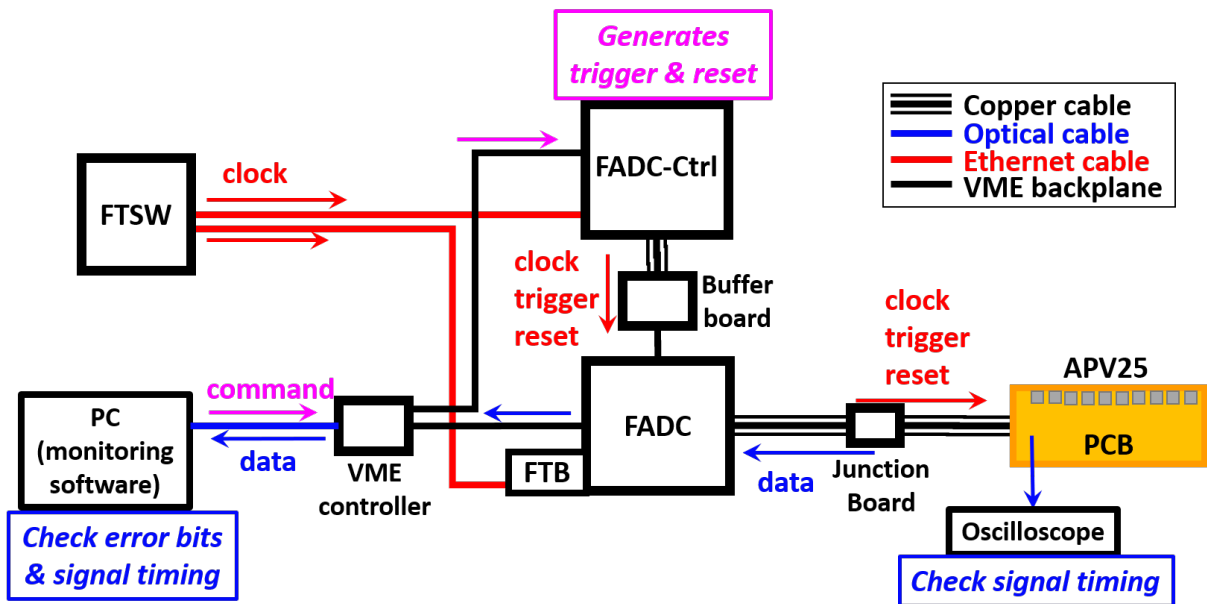 Generates
trigger & reset
Copper cable
Optical cable
Ethernet cable
VME backplane
FTSW
clock
FADC-Ctrl
clock
trigger
reset
Buffer
board
clock
trigger
reset
APV25
PCB
PC
(monitoring
software)
command
data
VME
controller
FADC
FTB
data
Junction
Board
Oscilloscope
Check error bits
& signal timing
Check signal timing